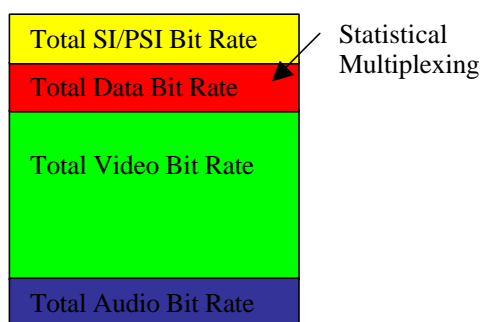 Total SI/PSI Bit Rate
Statistical
Multiplexing
Total Data Bit Rate
Total Video Bit Rate
Total Audio Bit Rate